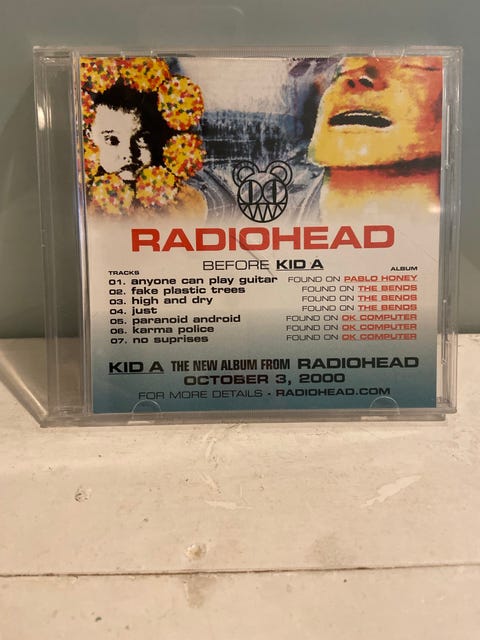 RADIOHEAD
BEFORE KID A
TRACKS ALBUM
01. anyone can play guitar FOUND ON PABLO HONEY
02. fake plastic trees FOUND ON THE BENDS
03. high and dry FOUND ON THE BENDS
04. just FOUND ON THE BENDS
05. paranoid android FOUND ON OK COMPUTER
06. karma police FOUND ON OK COMPUTER
07. no suprises FOUND ON OK COMPUTER
KID A THE NEW ALBUM FROM RADIOHEAD
OCTOBER 3, 2000
FOR MORE DETAILS - RADIOHEAD.COM